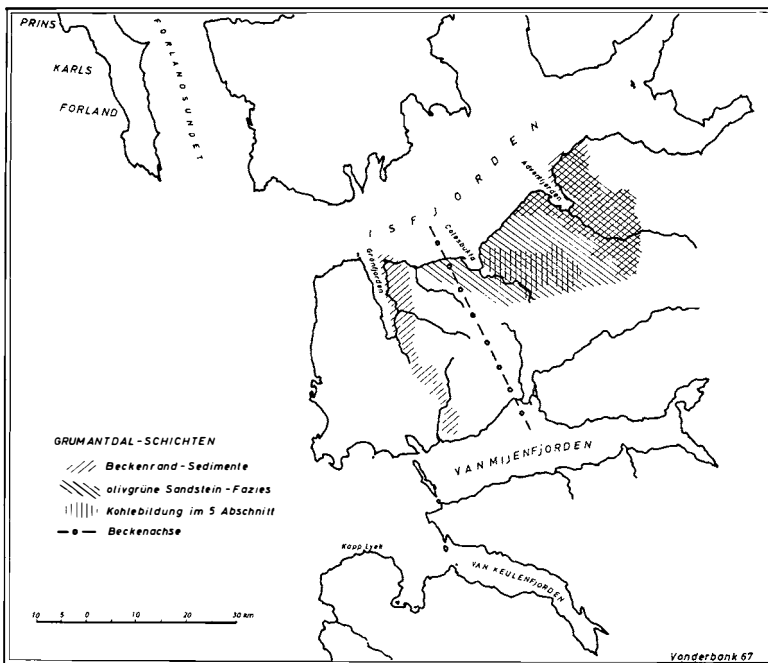 PRINS
KARLS
FORLAND
FORLANDSUNDET
ISFJORDEN
Adventfjorden
Colesbukta
Grønfjorden
GRUMANTDAL-SCHICHTEN
Beckenrand-Sedimente
olivgrüne Sandstein-Fazies
Kohlebildung im 5 Abschnitt
Beckenachse
VAN MIJENFJORDEN
Kapp Lyell
VAN KEULENFJORDEN
10 5 0 10 20 30 km
Vonderbank 67